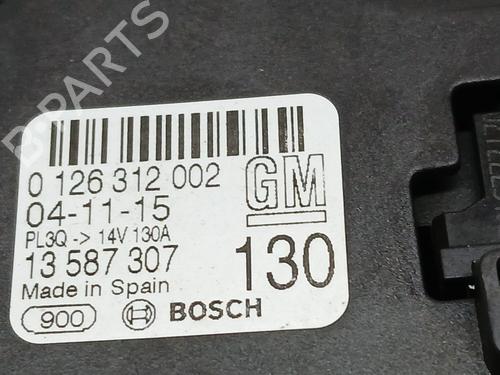 B-PARTS
0 126 312 002
GM
04-11-15
PL3Q -> 14V 130A
13 587 307
130
Made in Spain
900
BOSCH